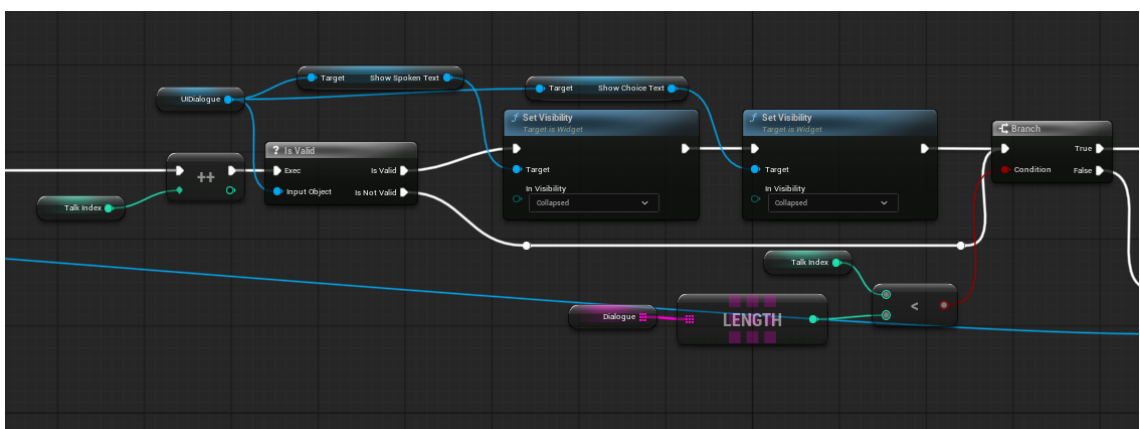 Target Show Spoken Text
Target Show Choice Text
UIDialogue
Set Visibility
Target is Widget
Set Visibility
Target is Widget
Branch
? Is Valid
True
++
Exec Is Valid
Target
Target
Condition False
Input Object Is Not Valid
In Visibility
In Visibility
Collapsed
Collapsed
Talk Index
Talk Index
<
Dialogue
LENGTH